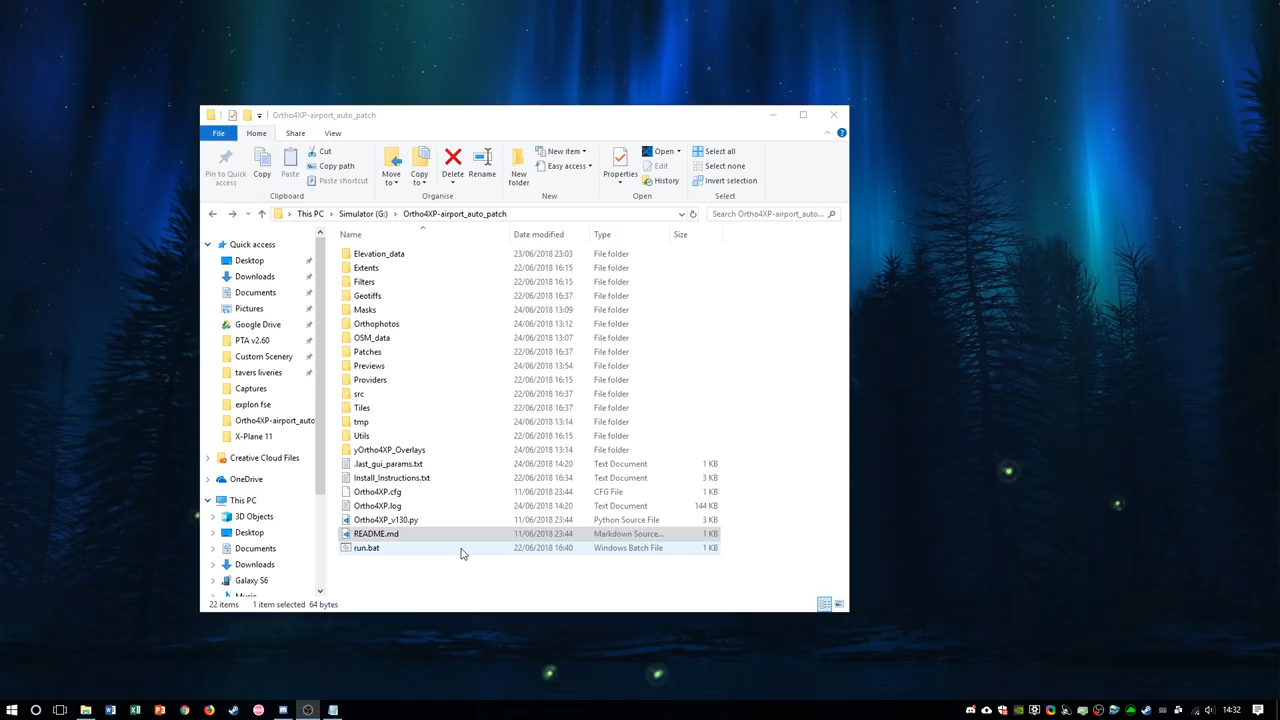 Ortho4XP-airport_auto_patch
File Home Share View
Pin to Quick access
Copy
Paste
Cut
Copy path
Paste shortcut
Move to
Copy to
Delete
Rename
New folder
New item
Easy access
Properties
Open
Edit
History
Select all
Select none
Invert selection
Clipboard Organise New Open Select
This PC Simulator (G:) Ortho4XP-airport_auto_patch
Search Ortho4XP-airport_auto...
Name Date modified Type Size
Quick access
Desktop
Downloads
Documents
Pictures
Google Drive
PTA v2.60
Custom Scenery
tavers liveries
Captures
explon fse
Ortho4XP-airport_auto
X-Plane 11
Creative Cloud Files
OneDrive
This PC
3D Objects
Desktop
Documents
Downloads
Galaxy S6
Elevation_data 23/06/2018 23:03 File folder
Extents 22/06/2018 16:15 File folder
Filters 22/06/2018 16:15 File folder
Geotiffs 22/06/2018 16:37 File folder
Masks 24/06/2018 13:09 File folder
Orthophotos 24/06/2018 13:12 File folder
OSM_data 24/06/2018 13:07 File folder
Patches 22/06/2018 16:37 File folder
Previews 24/06/2018 13:54 File folder
Providers 22/06/2018 16:15 File folder
src 22/06/2018 16:37 File folder
Tiles 22/06/2018 16:37 File folder
tmp 24/06/2018 13:14 File folder
Utils 22/06/2018 16:15 File folder
yOrtho4XP_Overlays 24/06/2018 13:14 File folder
.last_gui_params.txt 24/06/2018 14:20 Text Document 1 KB
Install_Instructions.txt 22/06/2018 16:34 Text Document 3 KB
Ortho4XP.cfg 11/06/2018 23:44 CFG File 1 KB
Ortho4XP.log 24/06/2018 14:20 Text Document 144 KB
Ortho4XP_v130.py 11/06/2018 23:44 Python Source File 3 KB
README.md 11/06/2018 23:44 Markdown Source... 1 KB
run.bat 22/06/2018 16:40 Windows Batch File 1 KB
22 items 1 item selected 64 bytes
14:32